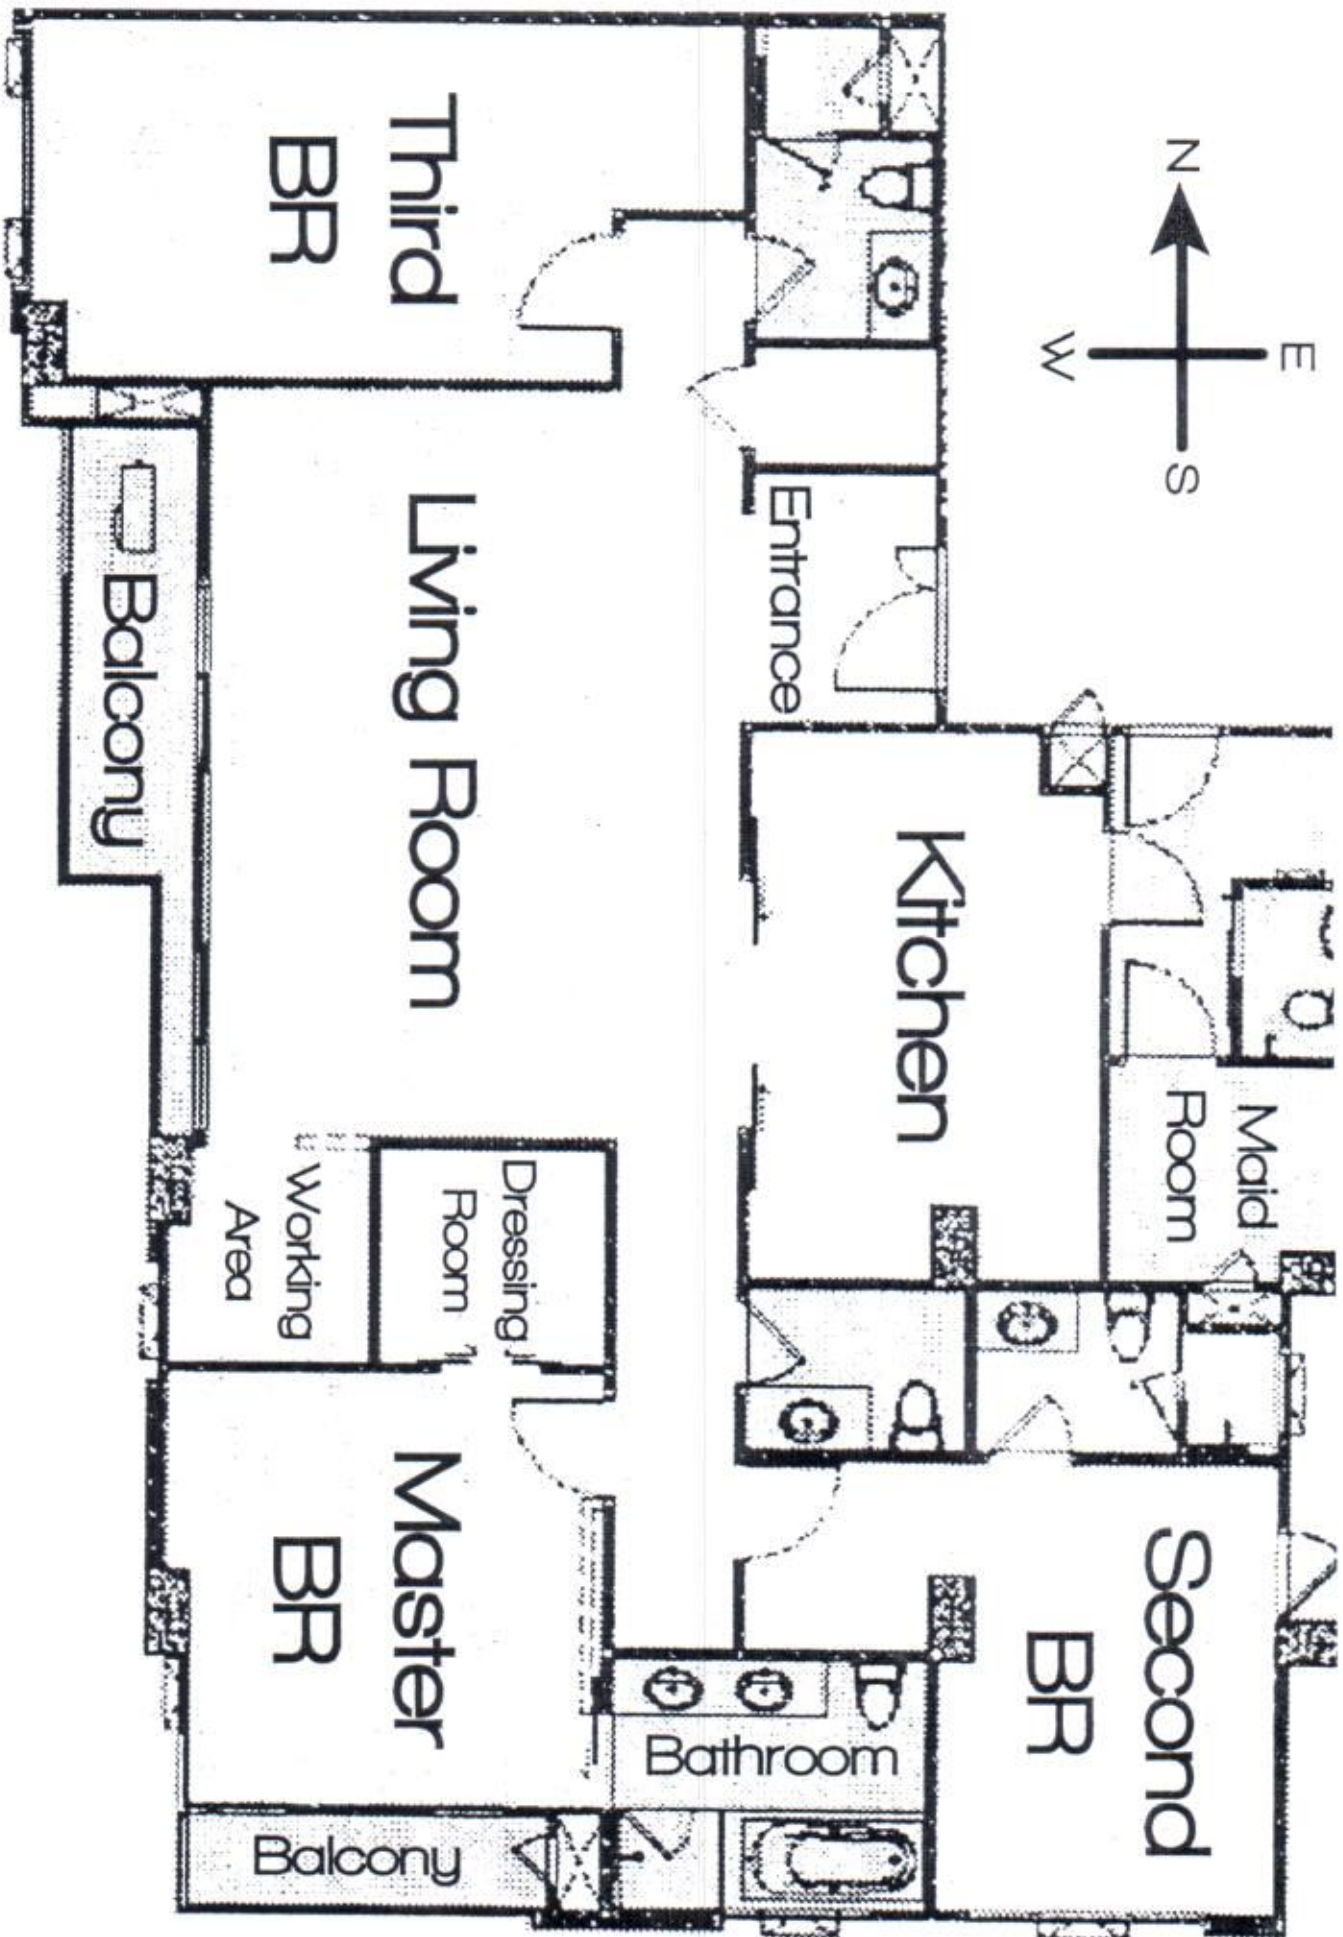 N
E
W
S
Third
BR
Entrance
Living Room
Balcony
Kitchen
Maid
Room
Dressing
Room
Working
Area
Master
BR
Second
BR
Bathroom
Balcony